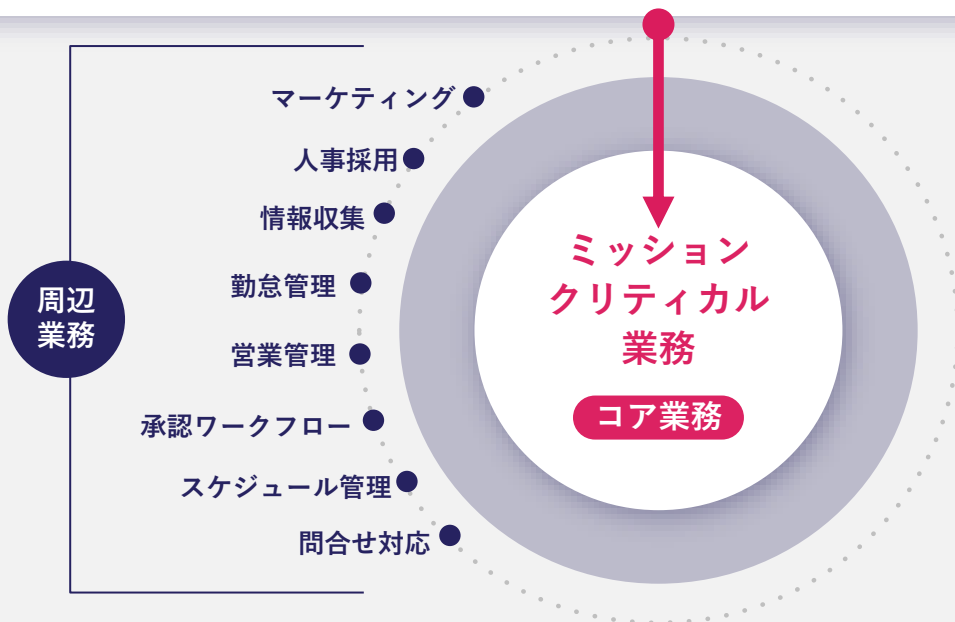 マーケティング
人事採用
情報収集
勤怠管理
営業管理
承認ワークフロー
スケジュール管理
問合せ対応
周辺
業務
ミッション
クリティカル
業務
コア業務